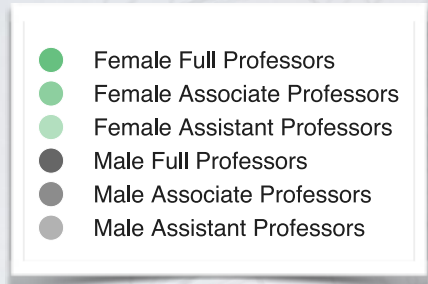 Female Full Professors
Female Associate Professors
Female Assistant Professors
Male Full Professors
Male Associate Professors
Male Assistant Professors